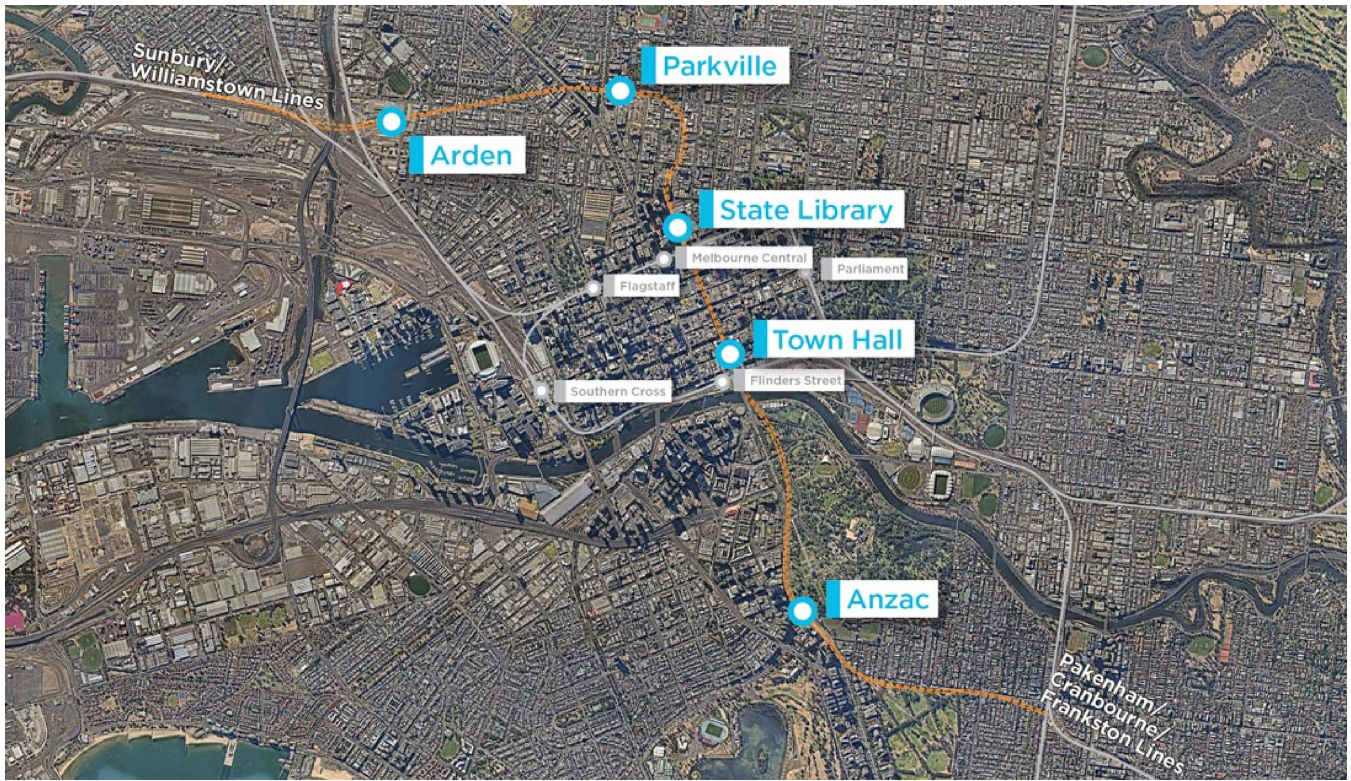 Sunbury/
Williamstown Lines
Parkville
Arden
State Library
Melbourne Central
Parliament
Flagstaff
Town Hall
Flinders Street
Southern Cross
Anzac
Pakenham/
Cranbourne/
Frankston Lines